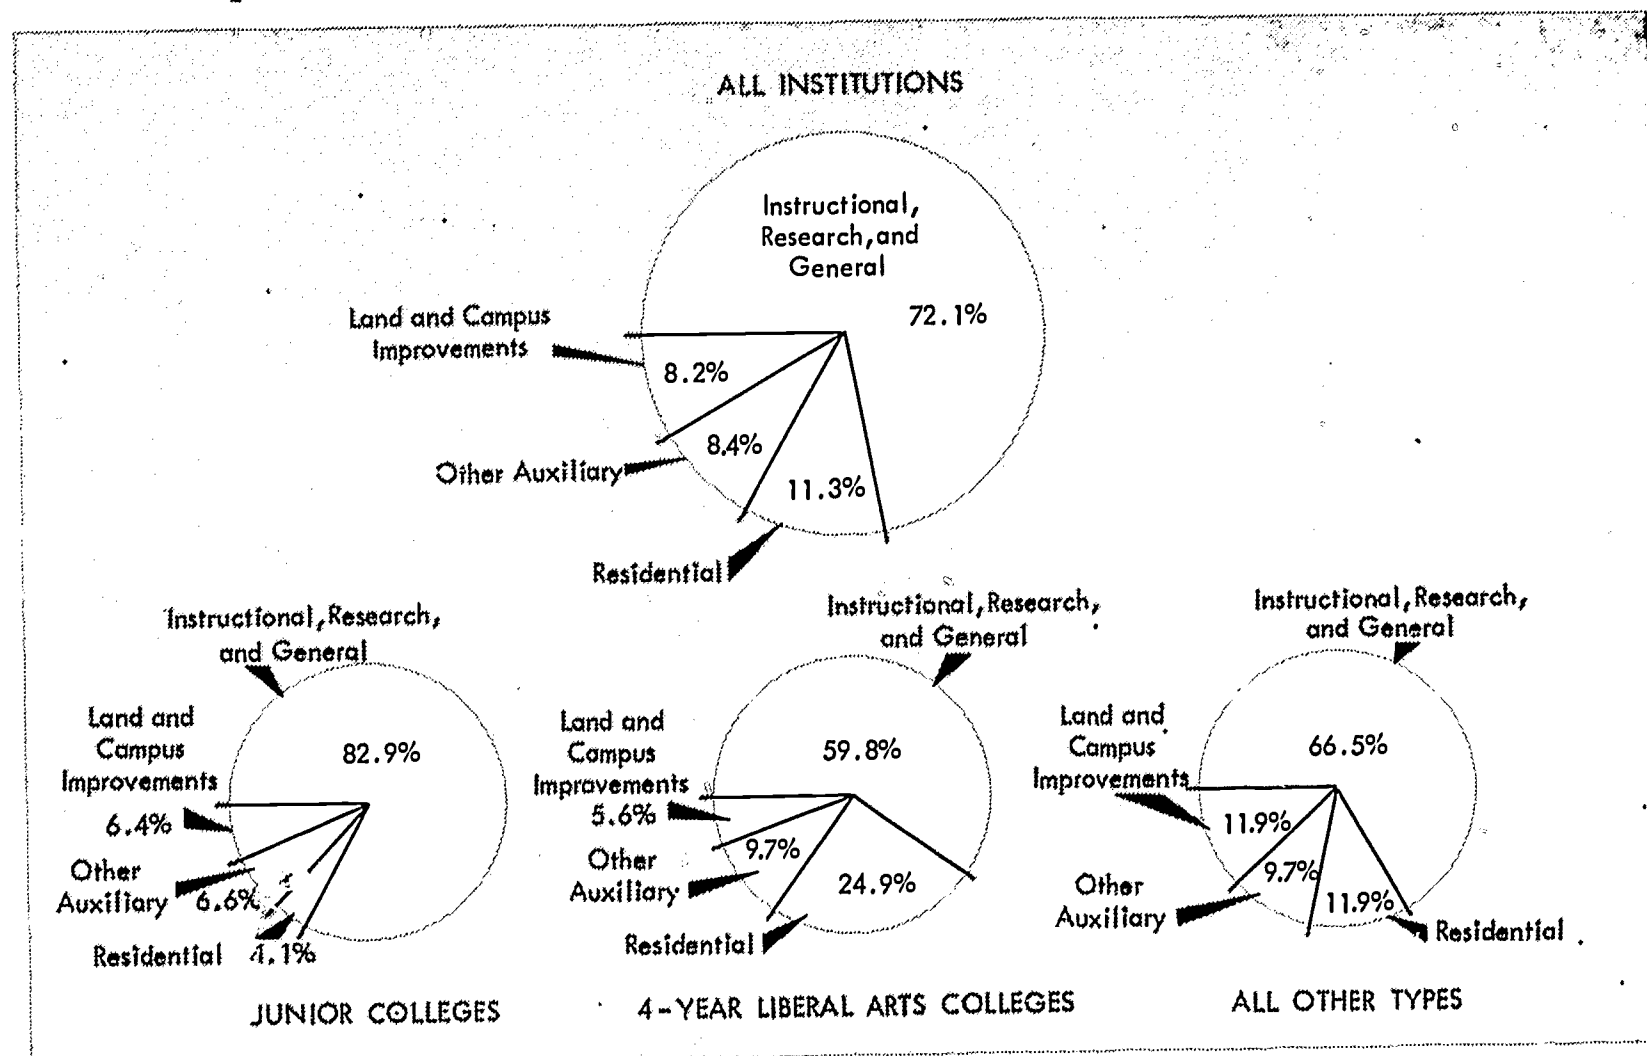 ALL INSTITUTIONS
Instructional,
Research, and
General
72.1%
Land and Campus
Improvements
8.2%
8.4%
Other Auxiliary
11.3%
Residential
Instructional, Research,
and General
Land and
Campus
Improvements
82.9%
6.4%
Other
Auxiliary
6.6%
Residential 4.1%
JUNIOR COLLEGES
Instructional, Research,
and General
Land and
Campus
Improvements
59.8%
5.6%
9.7%
Other
Auxiliary
24.9%
Residential
4-YEAR LIBERAL ARTS COLLEGES
Instructional, Research,
and General
Land and
Campus
Improvements
66.5%
11.9%
9.7%
Other
Auxiliary
11.9%
Residential
ALL OTHER TYPES